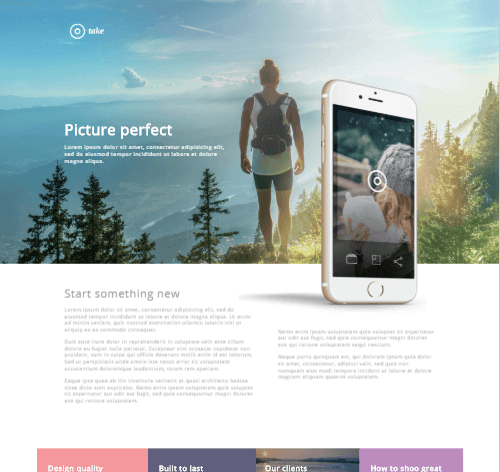 take
Picture perfect
Lorem ipsum dolor sit amet, consectetur adipisicing elit,
sed do eiusmod tempor incididunt ut labore et dolore
magna aliqua.
Start something new
Lorem ipsum dolor sit amet, consectetur adipisicing elit,
sed do eiusmod tempor incididunt ut labore et dolore
magna aliqua. Ut enim
ad minim veniam, quis nostrud exercitation ullamco laboris nisi ut
aliquip ex ea commodo consequat.
Duis aute irure dolor in reprehenderit in voluptate velit esse cillum
dolore eu fugiat nulla pariatur. Excepteur sint occaecat cupidatat non
proident, sunt in culpa qui officia deserunt mollit anim id est laborum.
Sed ut perspiciatis unde omnis iste natus error sit voluptatem
accusantium doloremque laudantium, totam rem aperiam.
Eaque ipsa quae ab illo inventore veritatis et quasi architecto beatae
vitae dicta sunt explicabo. Nemo enim ipsam voluptatem quia voluptas
sit aspernatur aut odit aut fugit, sed quia consequuntur magni dolores
eos qui ratione voluptatem.
Nemo enim ipsam voluptatem quia voluptas sit aspernatur
aut odit aut fugit, sed quia consequuntur magni dolores
eos qui ratione voluptatem sequi nesciunt.
Neque porro quisquam est, qui dolorem ipsum quia dolor
sit amet, consectetur, adipisci velit, sed quia non
numquam eius modi tempora incidunt ut labore et dolore
magnam aliquam quaerat voluptatem.
Design quality
Built to last
Our clients
How to shoo great